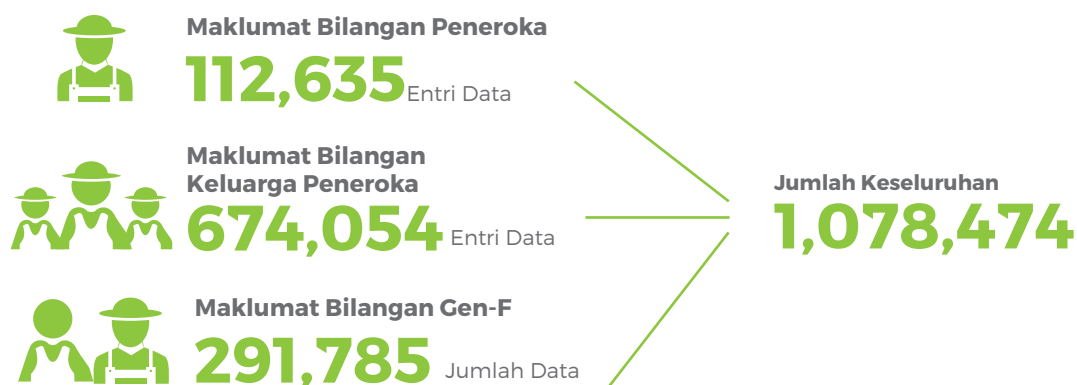 Maklumat Bilangan Peneroka
112,635 Entri Data
Maklumat Bilangan
Keluarga Peneroka
674,054 Entri Data
Jumlah Keseluruhan
1,078,474
Maklumat Bilangan Gen-F
291,785 Jumlah Data